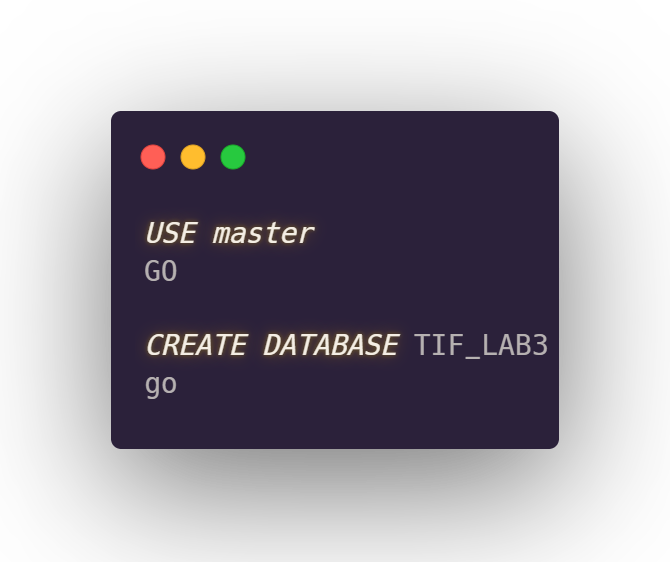 USE master
GO
CREATE DATABASE TIF_LAB3
go